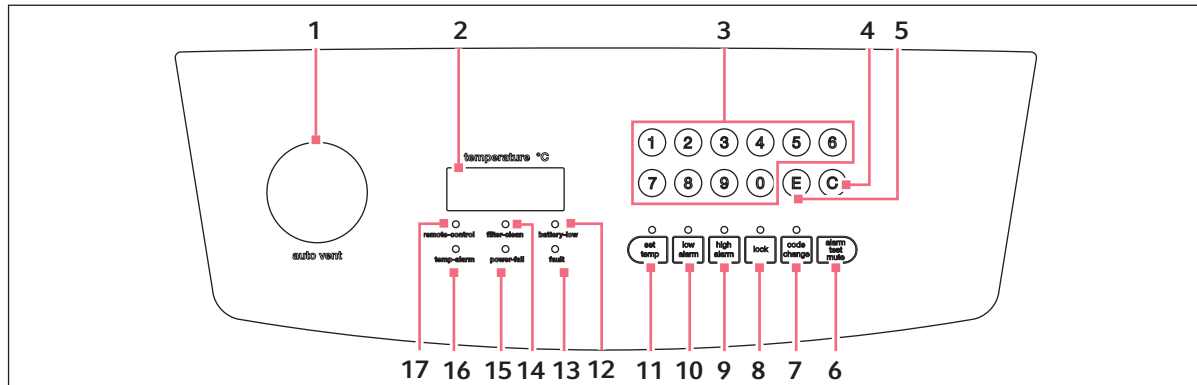 1 2 3 4 5
temperature °C
1 2 3 4 5 6
7 8 9 0 E C
remote-control filter-clean battery-low
temp-alarm power-fail fault
auto vent
set temp
low alarm
high alarm
lock
code change
alarm test mute
17 16 15 14 13 12 11 10 9 8 7 6